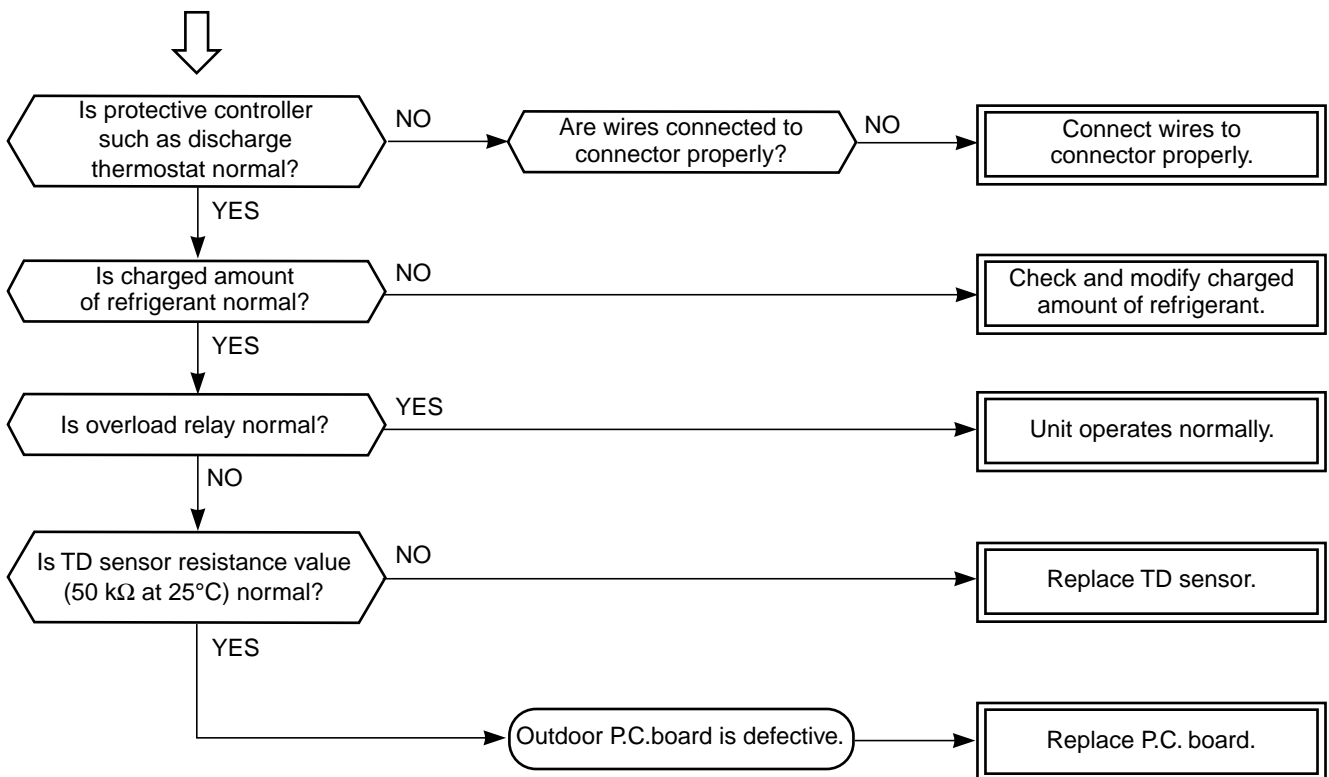 Is protective controller
such as discharge
thermostat normal?
NO
Are wires connected to
connector properly?
NO
Connect wires to
connector properly.
YES
Is charged amount
of refrigerant normal?
NO
Check and modify charged
amount of refrigerant.
YES
Is overload relay normal?
YES
Unit operates normally.
NO
Is TD sensor resistance value
(50 kΩ at 25°C) normal?
NO
Replace TD sensor.
YES
Outdoor P.C.board is defective.
Replace P.C. board.